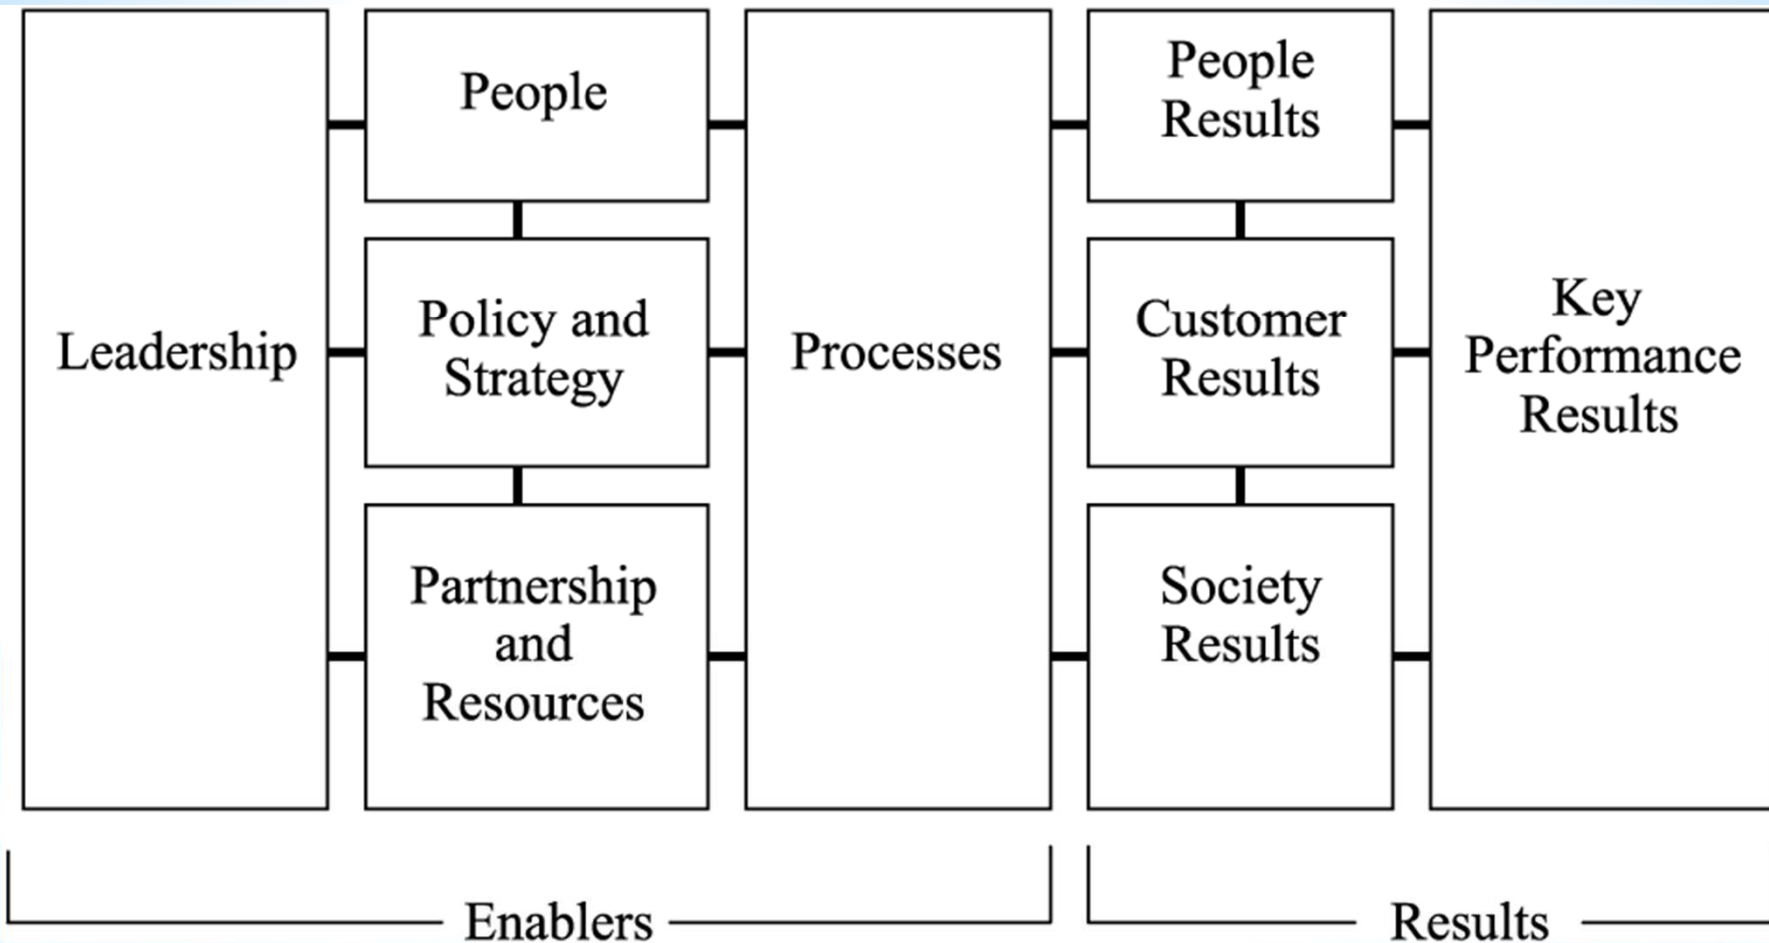 Leadership
People
Policy and
Strategy
Partnership
and
Resources
Processes
People
Results
Customer
Results
Society
Results
Key
Performance
Results
Enablers
Results